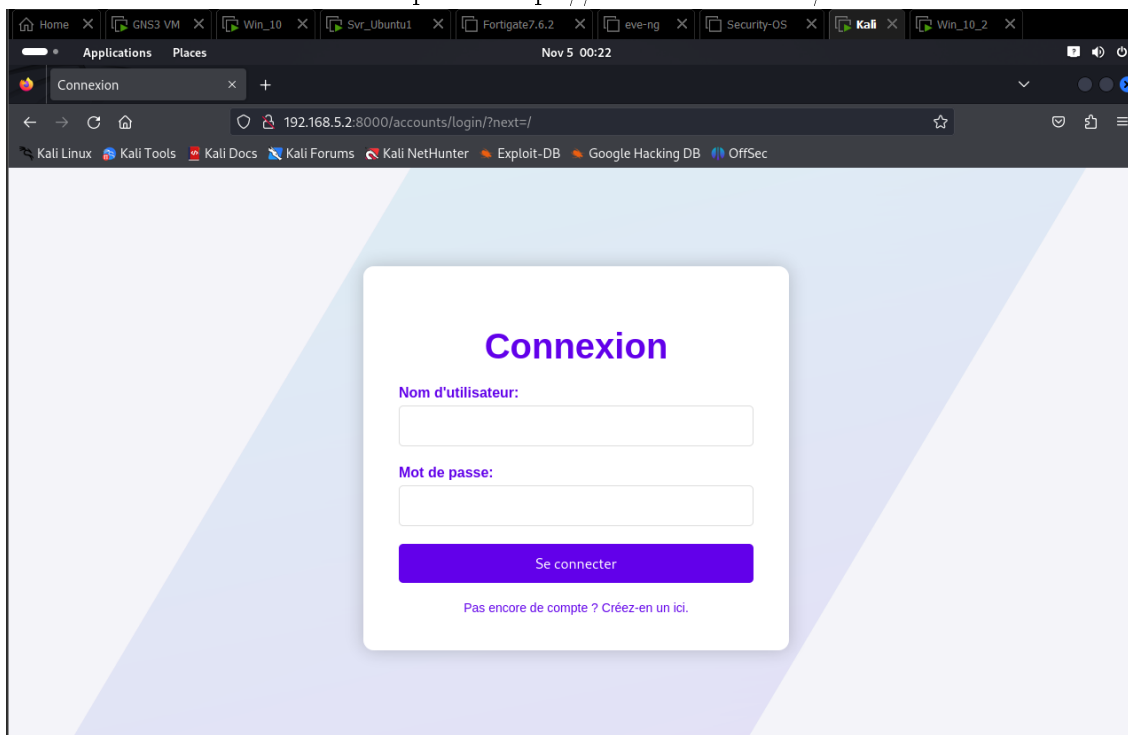 Home GNS3 VM Win_10 Svr_Ubuntu1 Fortigate7.6.2 eve-ng Security-OS Kali Win_10_2
Applications Places Nov 5 00:22
Connexion
192.168.5.2:8000/accounts/login/?next=/
Kali Linux Kali Tools Kali Docs Kali Forums Kali NetHunter Exploit-DB Google Hacking DB OffSec
Connexion
Nom d'utilisateur:
Mot de passe:
Se connecter
Pas encore de compte ? Créez-en un ici.